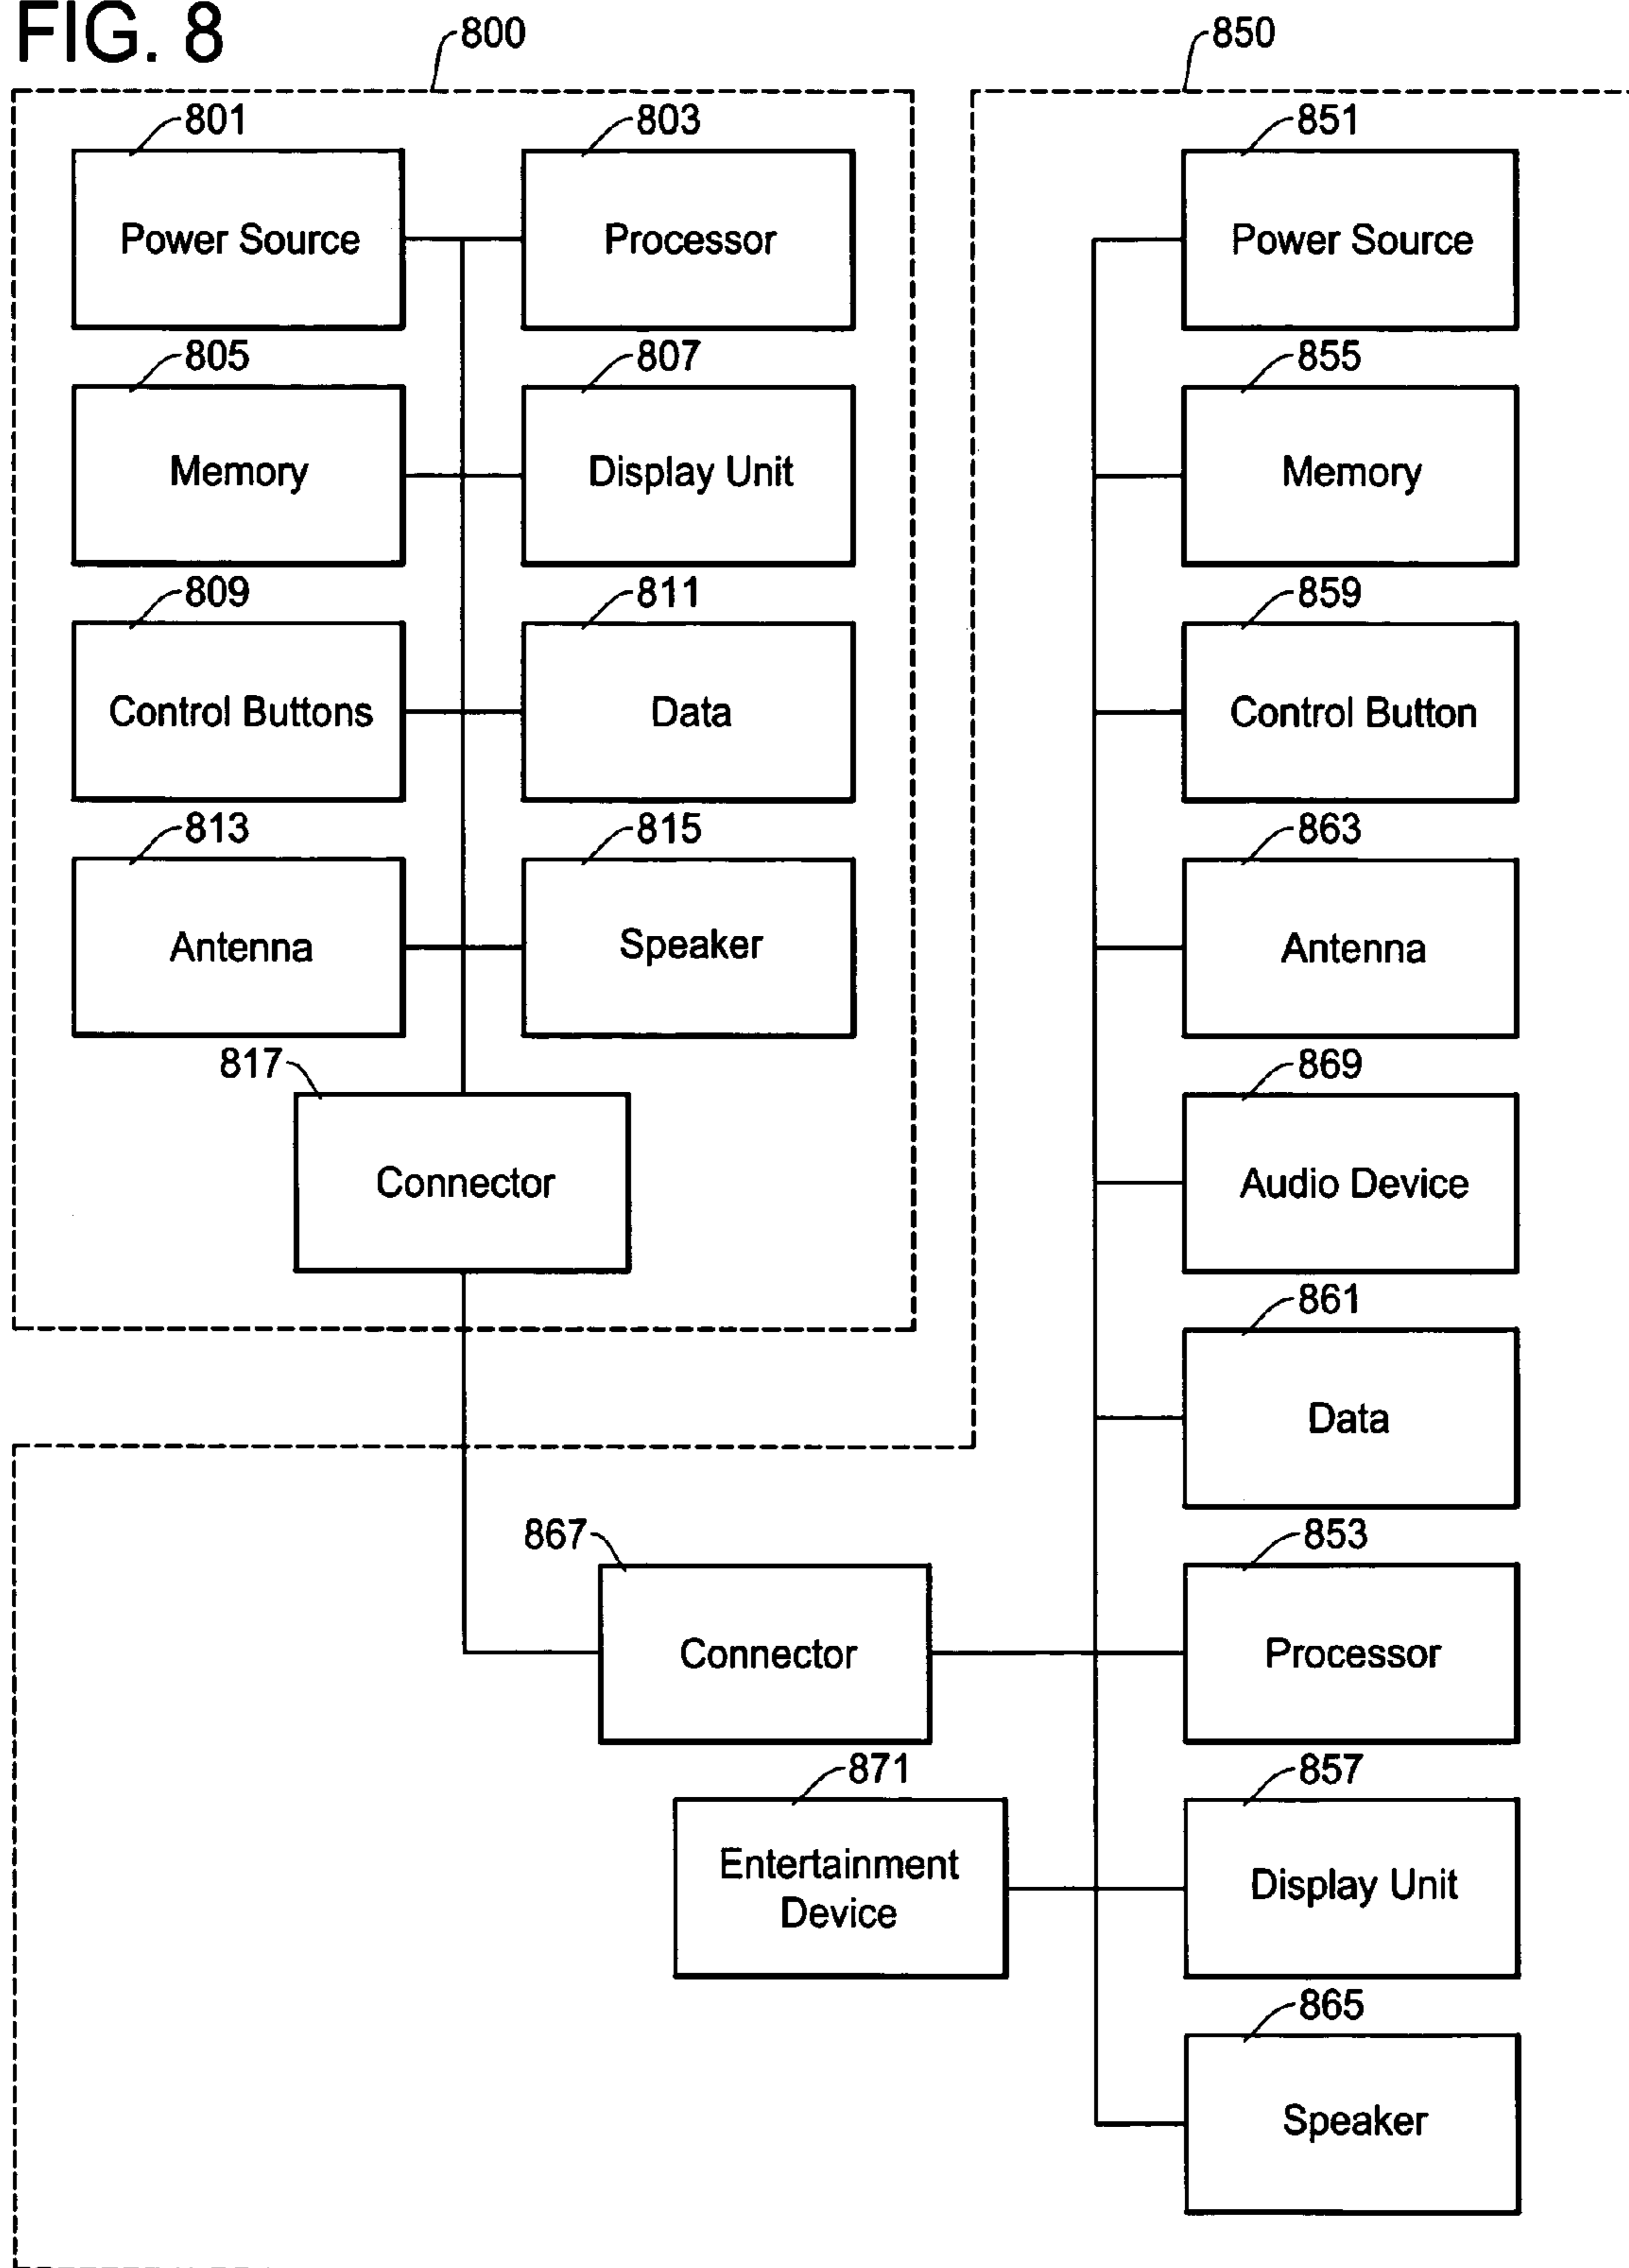 FIG. 8
800
850
801
803
851
Power Source
Processor
Power Source
805
807
855
Memory
Display Unit
Memory
809
811
859
Control Buttons
Data
Control Button
813
815
863
Antenna
Speaker
Antenna
817
869
Connector
Audio Device
861
Data
867
853
Connector
Processor
871
857
Entertainment
Device
Display Unit
865
Speaker